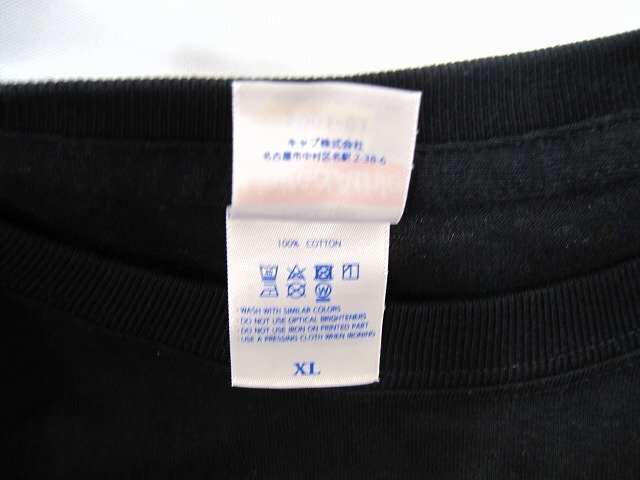 キャブ株式会社
名古屋市中村区名駅2-38-6
100% COTTON
・WASH WITH SIMILAR COLORS
・DO NOT USE OPTICAL BRIGHTENERS
・DO NOT USE IRON ON PRINTED PART
・USE A PRESSING CLOTH WHEN IRONING
XL